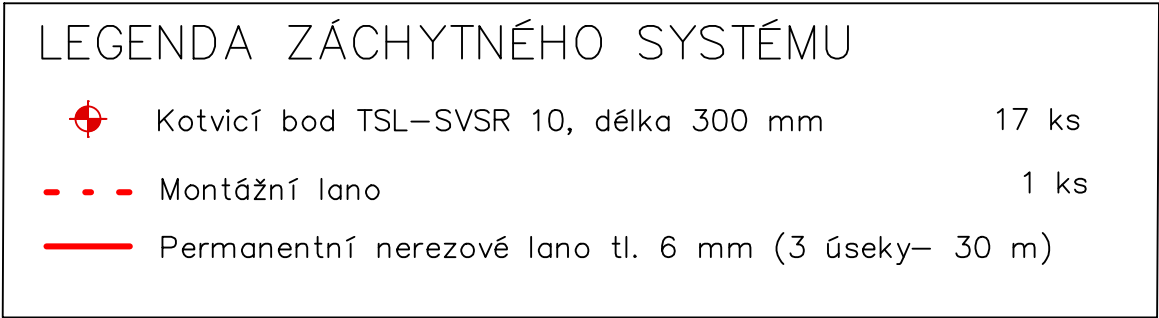 LEGENDA ZÁCHYTNÉHO SYSTÉMU
Kotvicí bod TSL-SVSR 10, délka 300 mm 17 ks
Montážní lano 1 ks
Permanentní nerezové lano tl. 6 mm (3 úseky- 30 m)